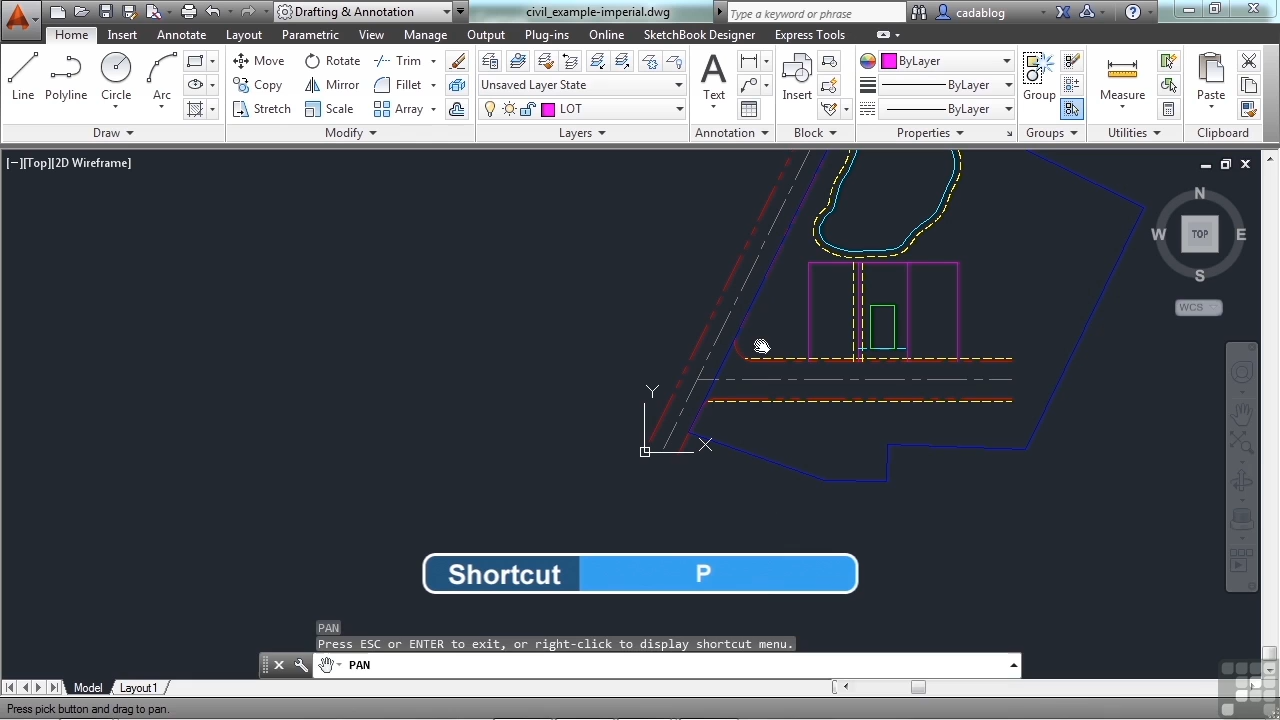 Drafting & Annotation
civil_example-imperial.dwg
Type a keyword or phrase
cadablog
Home Insert Annotate Layout Parametric View Manage Output Plug-ins Online SketchBook Designer Express Tools
Line Polyline Circle Arc
Move Rotate Trim
Copy Mirror Fillet
Stretch Scale Array
Unsaved Layer State
LOT
Text
Insert
ByLayer
ByLayer
ByLayer
Group
Measure
Paste
Draw Modify Layers Annotation Block Properties Groups Utilities Clipboard
[−][Top][2D Wireframe]
N
W TOP E
S
WCS
Y
X
Shortcut P
PAN
Press ESC or ENTER to exit, or right-click to display shortcut menu.
PAN
Model Layout1
Press pick button and drag to pan.